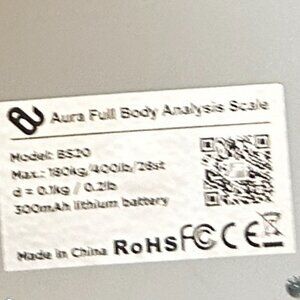 Aura Full Body Analysis Scale
Model: BS20
Max.: 180kg/400lb/28st
d = 0.1kg / 0.2lb
300mAh lithium battery
Made in China RoHS FC CE